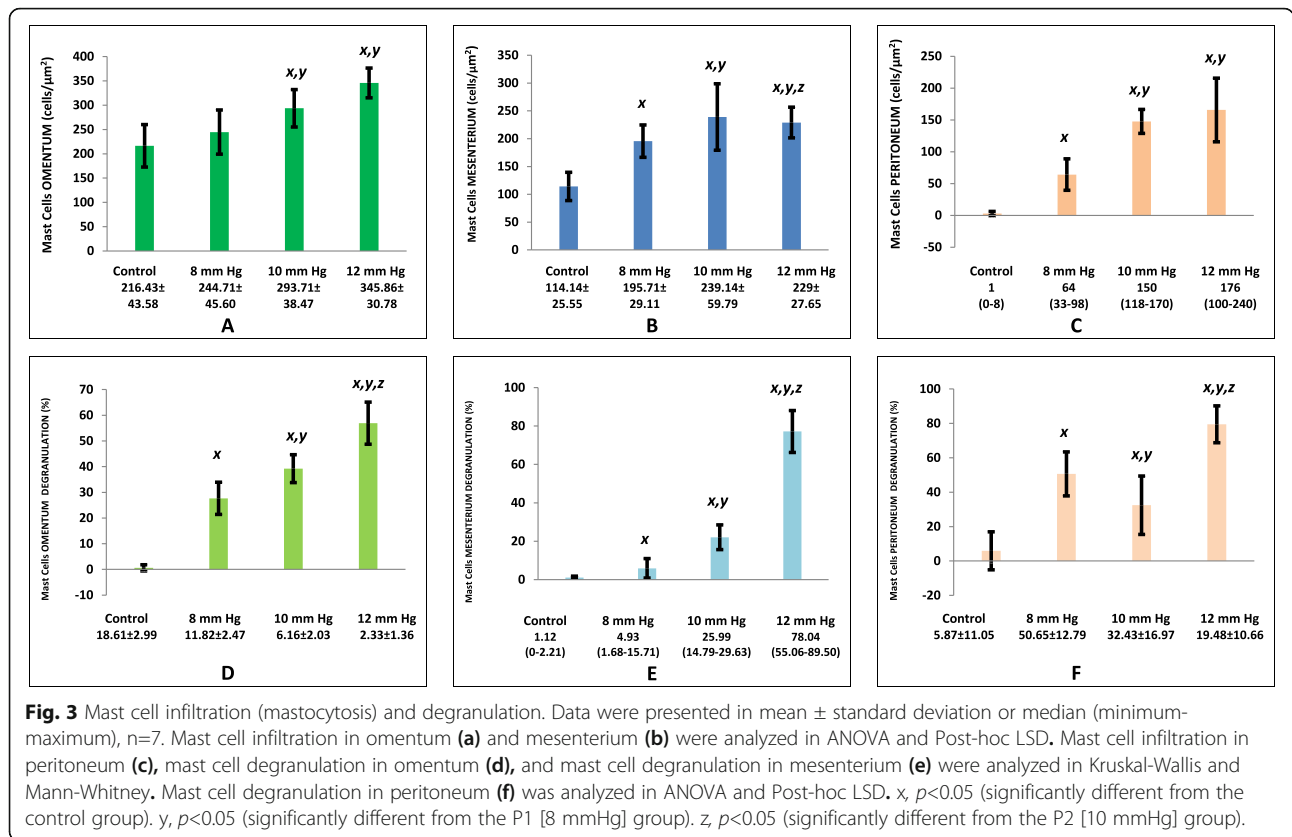 Mast Cells OMENTUM (cells/µm²)
400
350
300
250
200
150
100
50
0
x,y
x,y
Control 8 mm Hg 10 mm Hg 12 mm Hg
216.43± 244.71± 293.71± 345.86±
43.58 45.60 38.47 30.78
A
Mast Cells MESENTERIUM (cells/µm²)
350
300
250
200
150
100
50
0
x
x,y
x,y,z
Control 8 mm Hg 10 mm Hg 12 mm Hg
114.14± 195.71± 239.14± 229±
25.55 29.11 59.79 27.65
B
Mast Cells PERITONEUM (cells/µm²)
250
200
150
100
50
0
-50
x
x,y
x,y
Control 8 mm Hg 10 mm Hg 12 mm Hg
1 64 150 176
(0-8) (33-98) (118-170) (100-240)
C
Mast Cells OMENTUM DEGRANULATION (%)
70
60
50
40
30
20
10
0
-10
x
x,y
x,y,z
Control 8 mm Hg 10 mm Hg 12 mm Hg
18.61±2.99 11.82±2.47 6.16±2.03 2.33±1.36
D
Mast Cells MESENTERIUM DEGRANULATION (%)
100
80
60
40
20
0
x
x,y
x,y,z
Control 8 mm Hg 10 mm Hg 12 mm Hg
1.12 4.93 25.99 78.04
(0-2.21) (1.68-15.71) (14.79-29.63) (55.06-89.50)
E
Mast Cells PERITONEUM DEGRANULATION (%)
100
80
60
40
20
0
-20
x
x,y
x,y,z
Control 8 mm Hg 10 mm Hg 12 mm Hg
5.87±11.05 50.65±12.79 32.43±16.97 19.48±10.66
F
Fig. 3 Mast cell infiltration (mastocytosis) and degranulation. Data were presented in mean ± standard deviation or median (minimum-
maximum), n=7. Mast cell infiltration in omentum (a) and mesenterium (b) were analyzed in ANOVA and Post-hoc LSD. Mast cell infiltration in
peritoneum (c), mast cell degranulation in omentum (d), and mast cell degranulation in mesenterium (e) were analyzed in Kruskal-Wallis and
Mann-Whitney. Mast cell degranulation in peritoneum (f) was analyzed in ANOVA and Post-hoc LSD. x, p<0.05 (significantly different from the
control group). y, p<0.05 (significantly different from the P1 [8 mmHg] group). z, p<0.05 (significantly different from the P2 [10 mmHg] group).